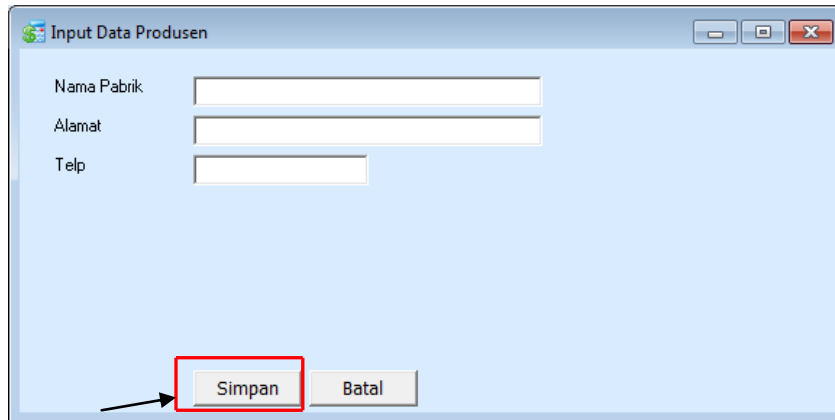 Input Data Produsen
Nama Pabrik
Alamat
Telp
Simpan Batal